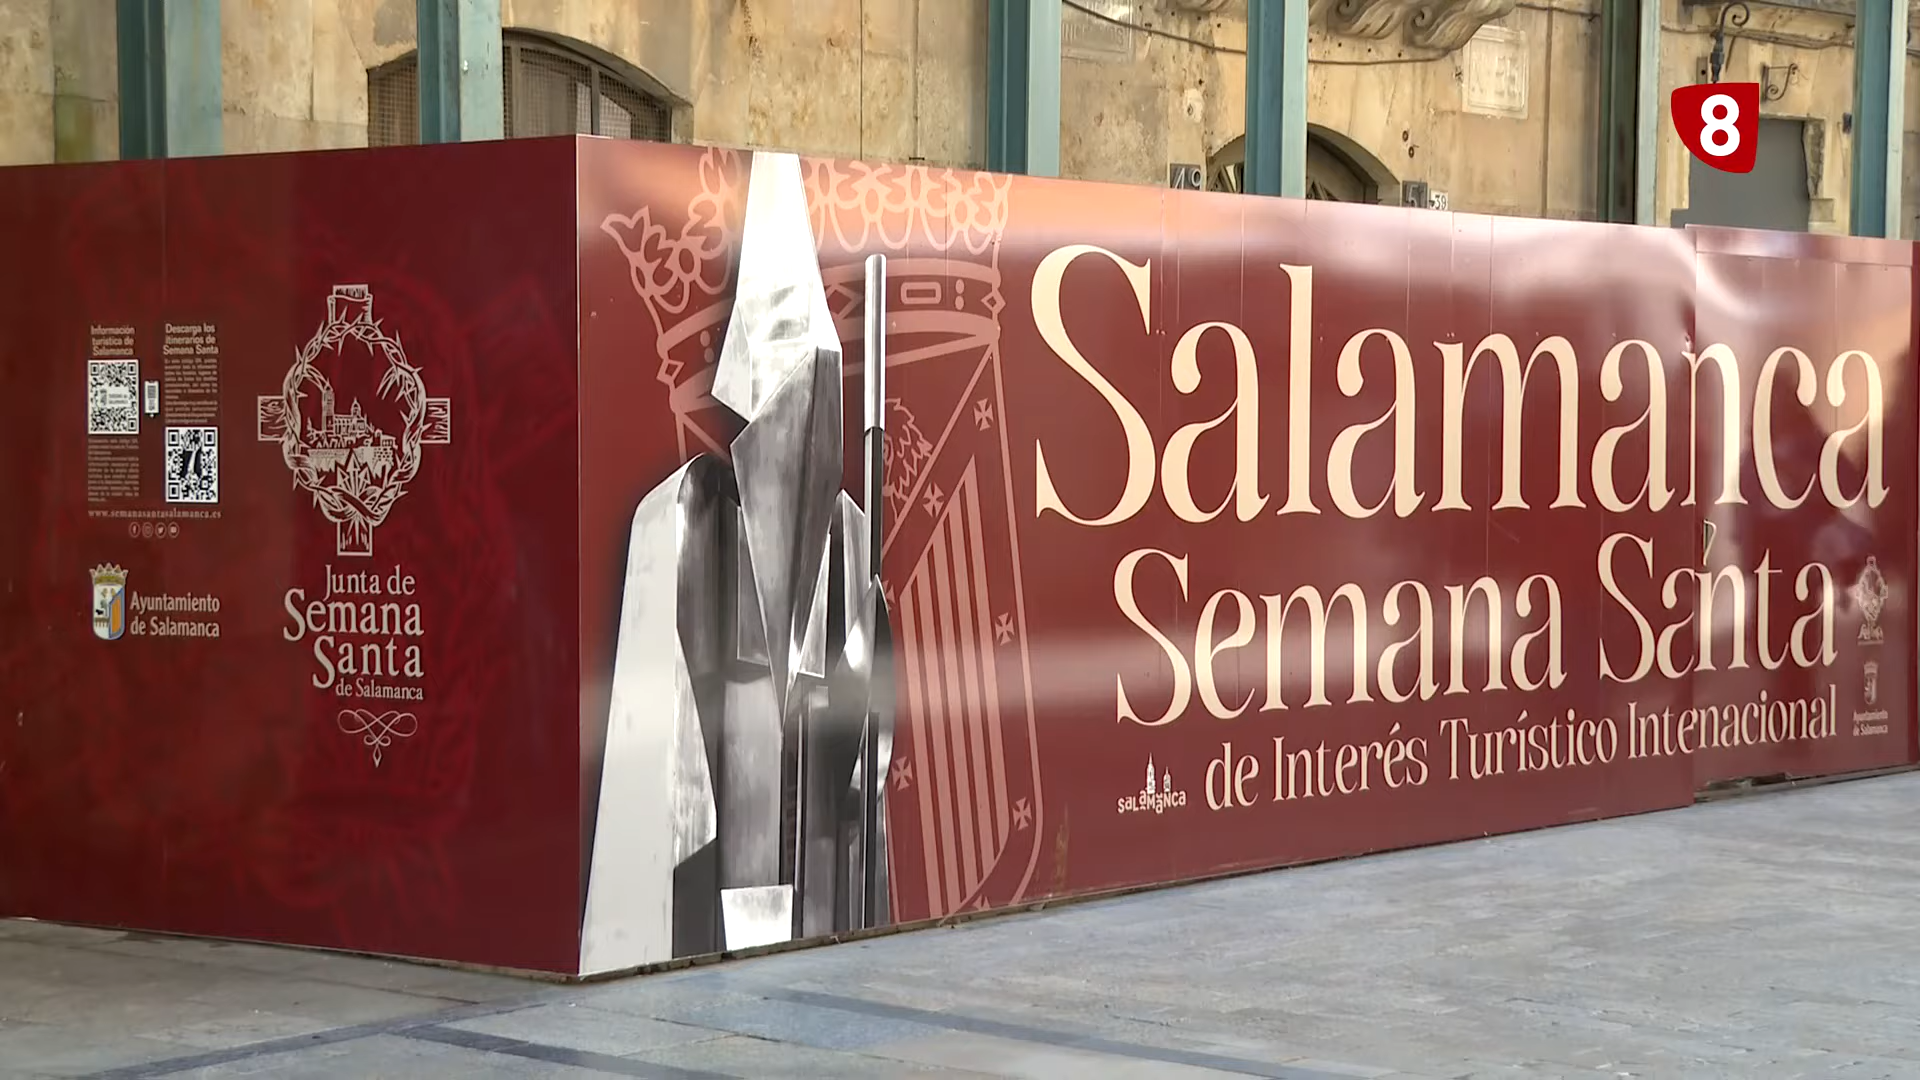 8
Información
turística de
Salamanca
Descarga los
itinerarios de
Semana Santa
www.semanasantasalamanca.es
Ayuntamiento
de Salamanca
Junta de
Semana
Santa
de Salamanca
Salamanca
Semana Santa
de Interés Turístico Intenacional
SALAMANCA
Ayuntamiento
de Salamanca